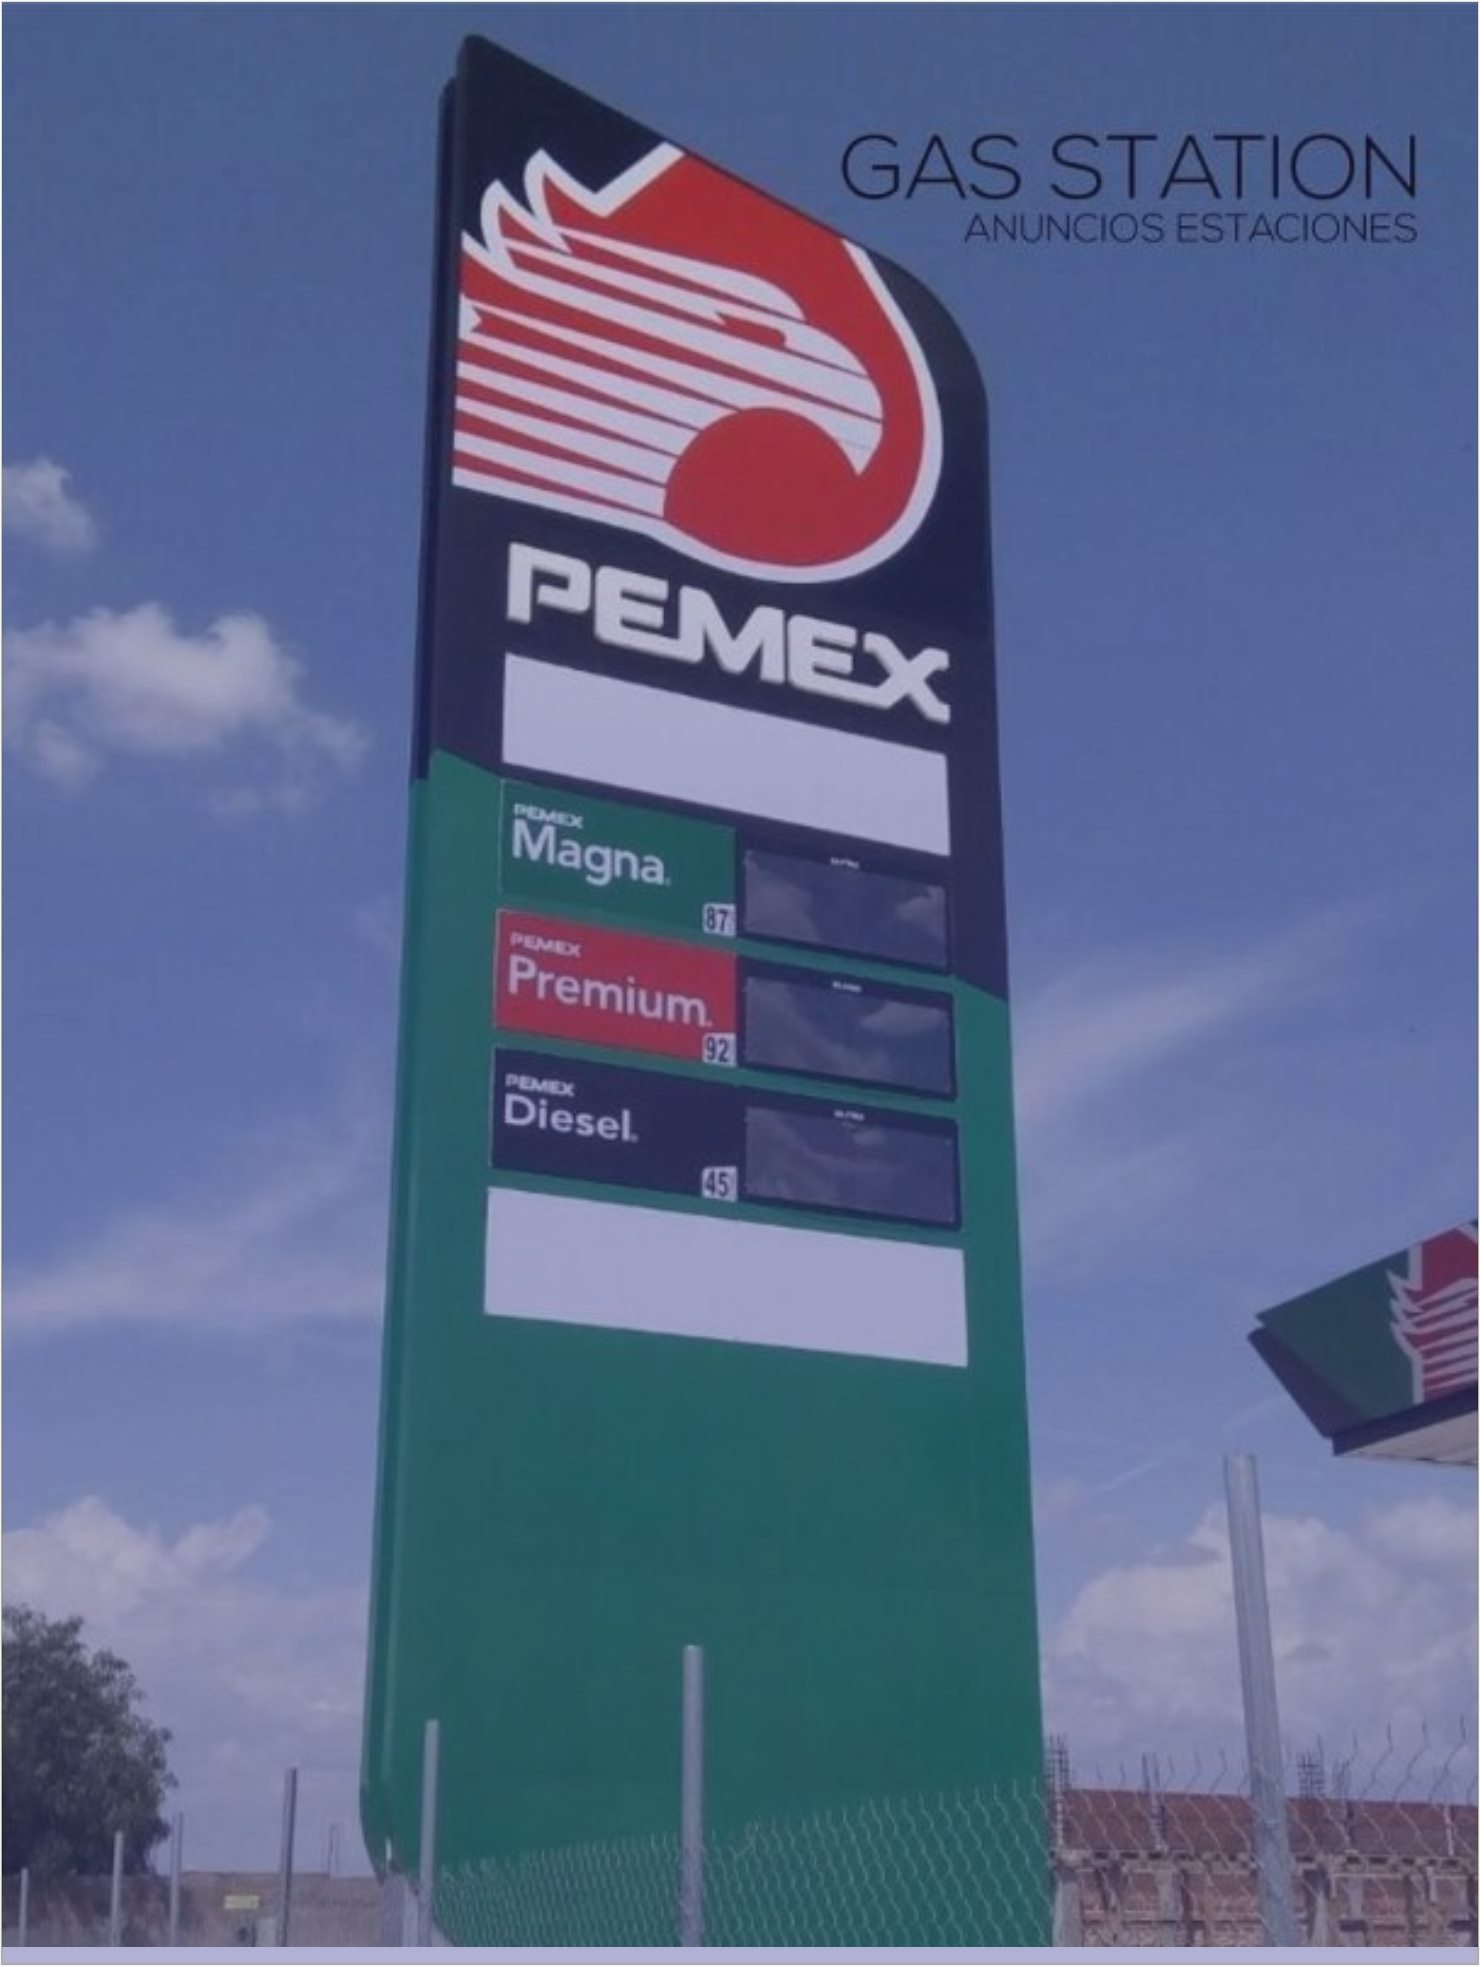 GAS STATION
ANUNCIOS ESTACIONES
PEMEX
PEMEX
Magna
87
PEMEX
Premium
92
PEMEX
Diesel
45